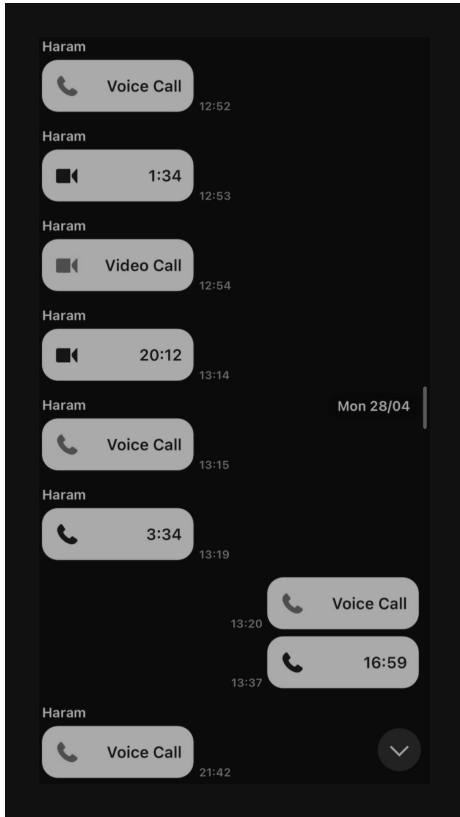 Haram
Voice Call
12:52
Haram
1:34
12:53
Haram
Video Call
12:54
Haram
20:12
13:14
Mon 28/04
Haram
Voice Call
13:15
Haram
3:34
13:19
Voice Call
13:20
16:59
13:37
Haram
Voice Call
21:42